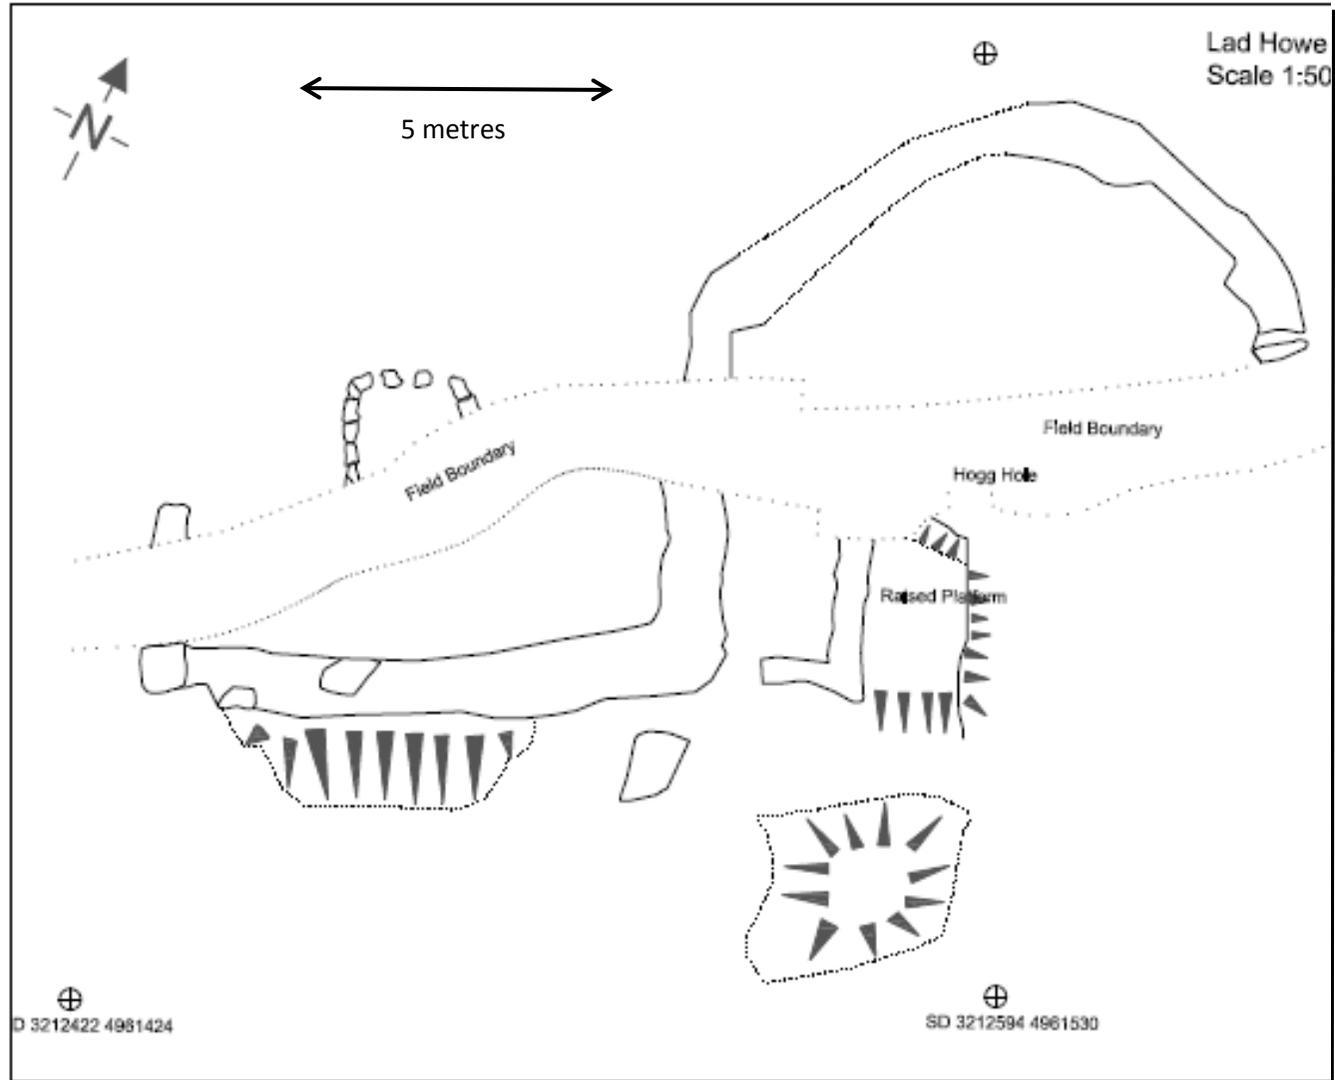 Lad Howe
Scale 1:50
N
5 metres
Field Boundary
Field Boundary
Hogg Hole
Raised Platform
D 3212422 4961424
SD 3212594 4961530